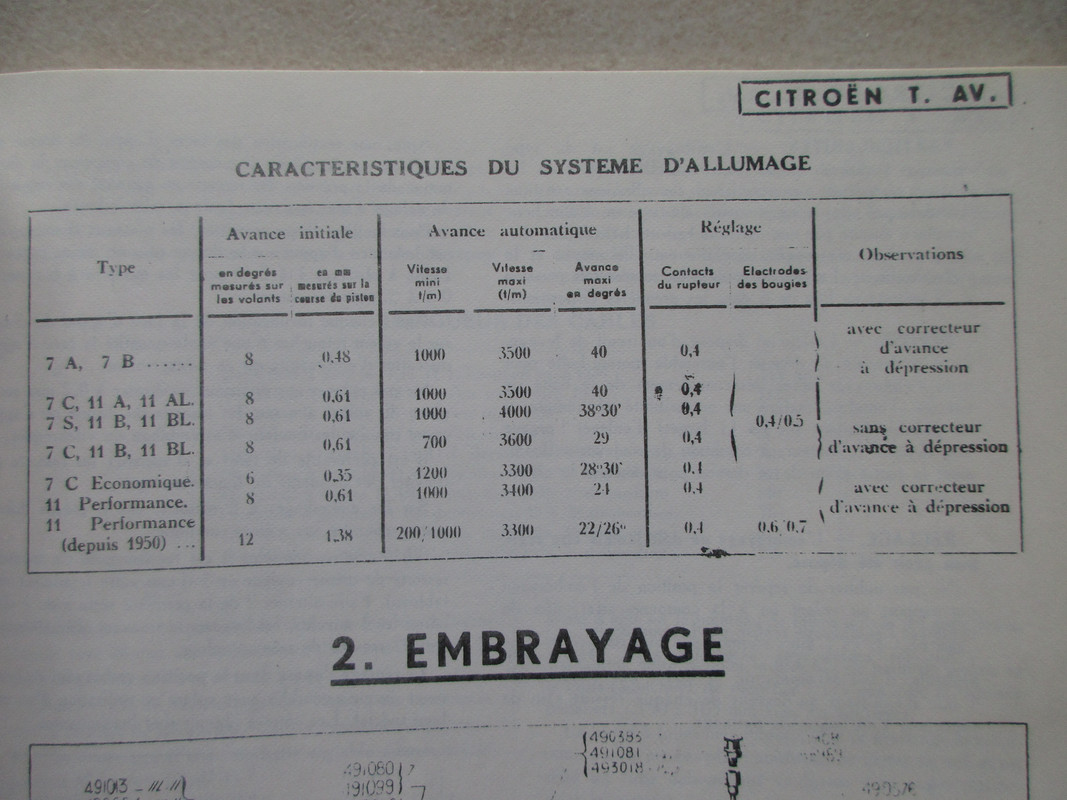 CITROËN T. AV.
CARACTERISTIQUES DU SYSTEME D'ALLUMAGE
Type
Avance initiale
Avance automatique
Réglage
Observations
en degrés
mesurés sur
les volants
en mm
mesurés sur la
course du piston
Vitesse
mini
t/m)
Vitesse
maxi
(t/m)
Avance
maxi
en degrés
Contacts
du rupteur
Electrodes
des bougies
7 A, 7 B ...... 8 0,48 1000 3500 40 0,4
avec correcteur
d'avance
à dépression
7 C, 11 A, 11 AL. 8 0,61 1000 3500 40 0,4
7 S, 11 B, 11 BL. 8 0,61 1000 4000 38°30' 0,4
0,4/0,5
7 C, 11 B, 11 BL. 8 0,61 700 3600 29 0,4
sans correcteur
d'avance à dépression
7 C Economique. 6 0,35 1200 3300 28°30' 0,4
11 Performance. 8 0,61 1000 3400 24 0,4
avec correcteur
d'avance à dépression
11 Performance
(depuis 1950) ... 12 1,38 200/1000 3300 22/26° 0,4 0,6/0,7
2. EMBRAYAGE
490385
491081
493018
491080
191099
491013